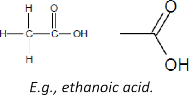 H O O
H C C OH
H OH
E.g., ethanoic acid.